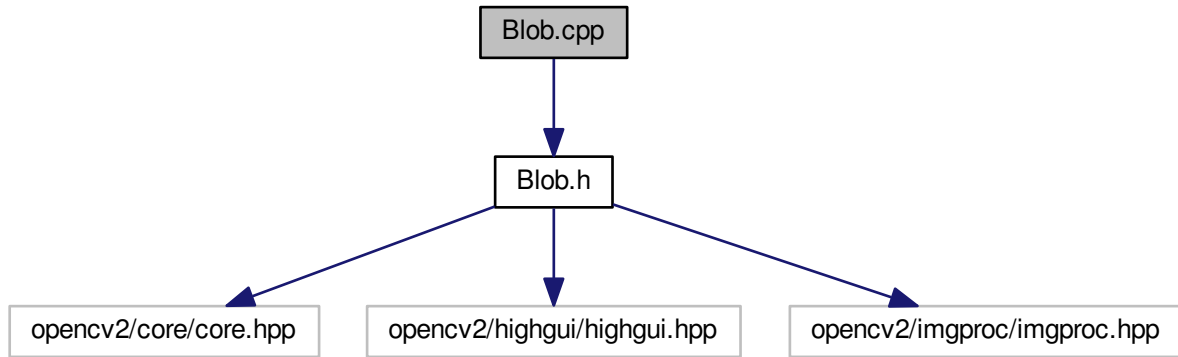 Blob.cpp
Blob.h
opencv2/core/core.hpp
opencv2/highgui/highgui.hpp
opencv2/imgproc/imgproc.hpp